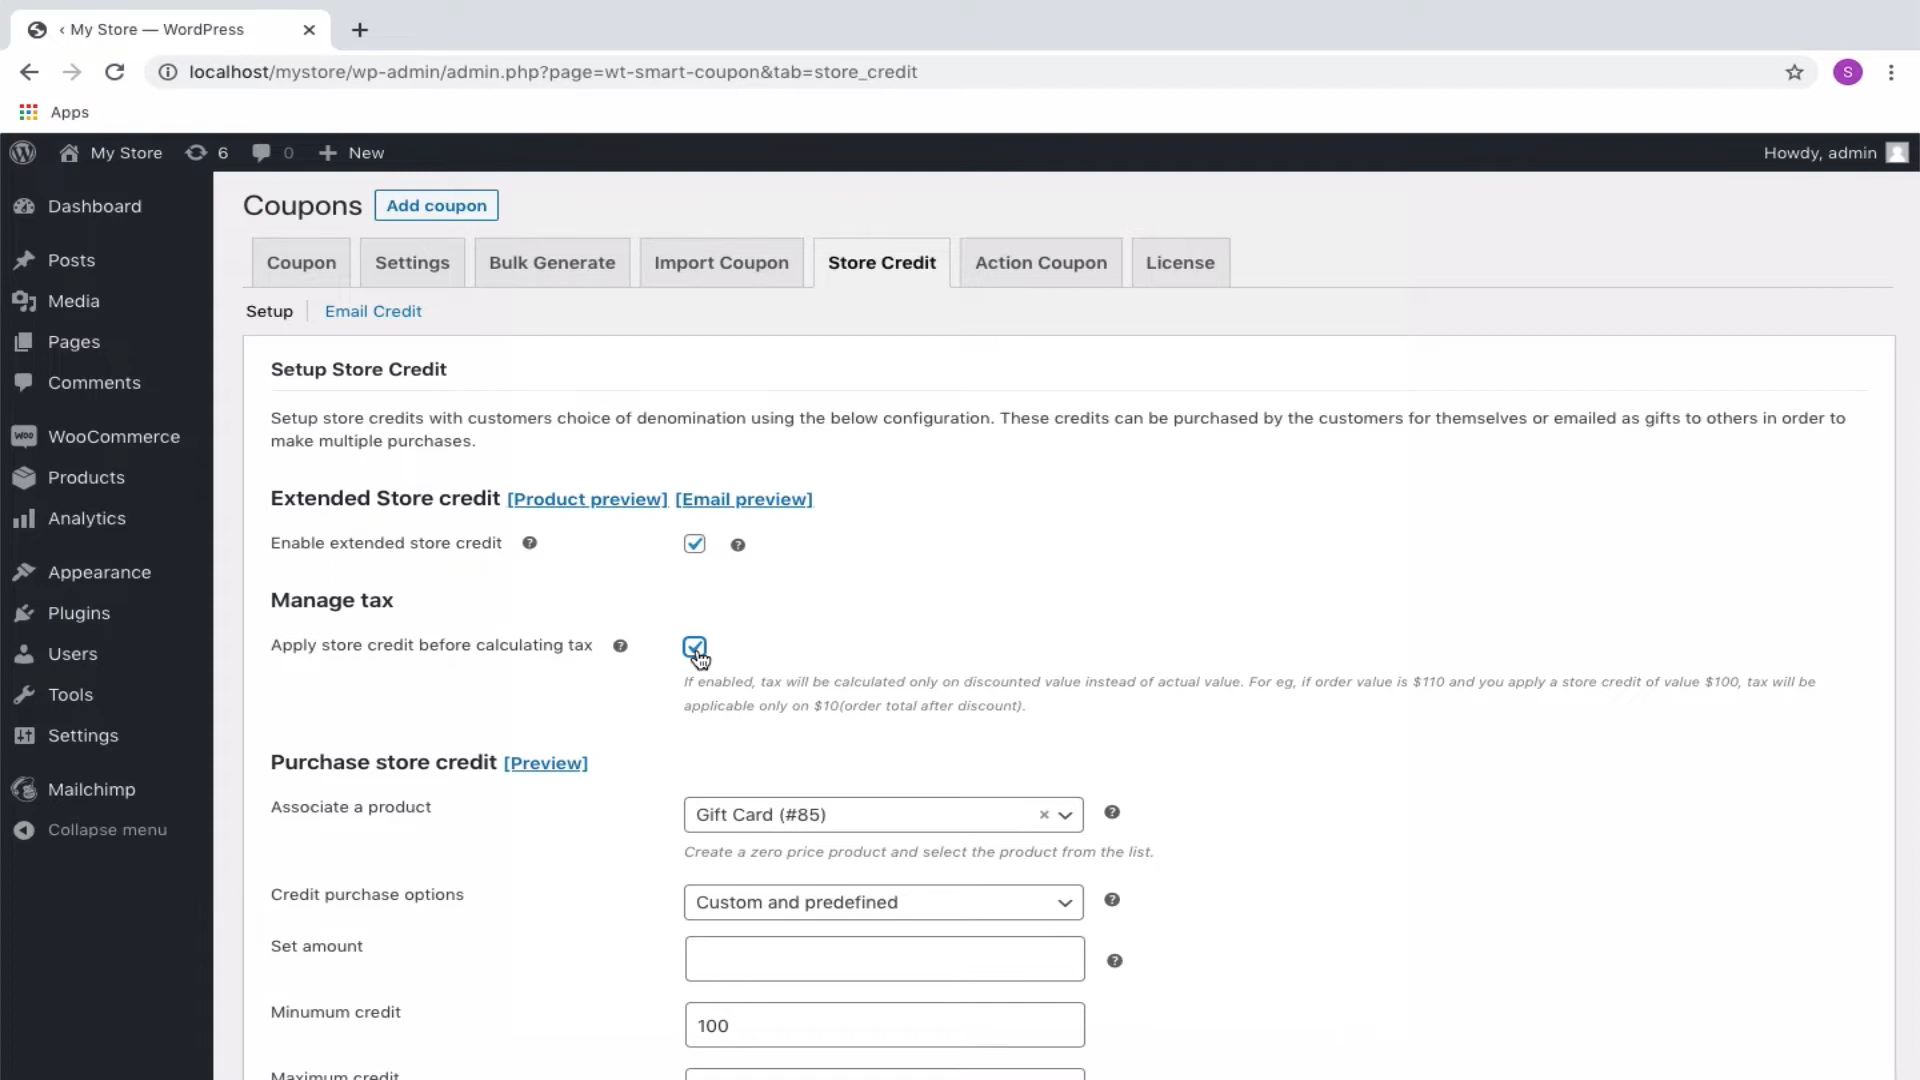 ‹ My Store — WordPress
localhost/mystore/wp-admin/admin.php?page=wt-smart-coupon&tab=store_credit
S
Apps
My Store 6 0 + New Howdy, admin
Dashboard
Posts
Media
Pages
Comments
WooCommerce
Products
Analytics
Appearance
Plugins
Users
Tools
Settings
Mailchimp
Collapse menu
Coupons Add coupon
Coupon Settings Bulk Generate Import Coupon Store Credit Action Coupon License
Setup Email Credit
Setup Store Credit
Setup store credits with customers choice of denomination using the below configuration. These credits can be purchased by the customers for themselves or emailed as gifts to others in order to
make multiple purchases.
Extended Store credit [Product preview] [Email preview]
Enable extended store credit
Manage tax
Apply store credit before calculating tax
If enabled, tax will be calculated only on discounted value instead of actual value. For eg, if order value is $110 and you apply a store credit of value $100, tax will be
applicable only on $10(order total after discount).
Purchase store credit [Preview]
Associate a product Gift Card (#85) ×
Create a zero price product and select the product from the list.
Credit purchase options Custom and predefined
Set amount
Minumum credit 100
Maximum credit